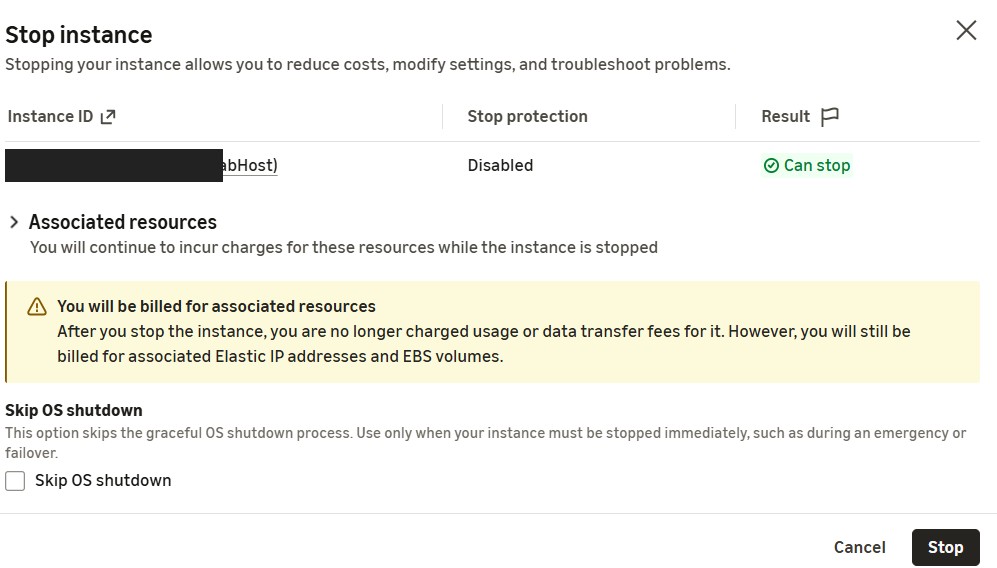 Stop instance
Stopping your instance allows you to reduce costs, modify settings, and troubleshoot problems.
Instance ID Stop protection Result
abHost) Disabled Can stop
Associated resources
You will continue to incur charges for these resources while the instance is stopped
You will be billed for associated resources
After you stop the instance, you are no longer charged usage or data transfer fees for it. However, you will still be
billed for associated Elastic IP addresses and EBS volumes.
Skip OS shutdown
This option skips the graceful OS shutdown process. Use only when your instance must be stopped immediately, such as during an emergency or
failover.
Skip OS shutdown
Cancel Stop